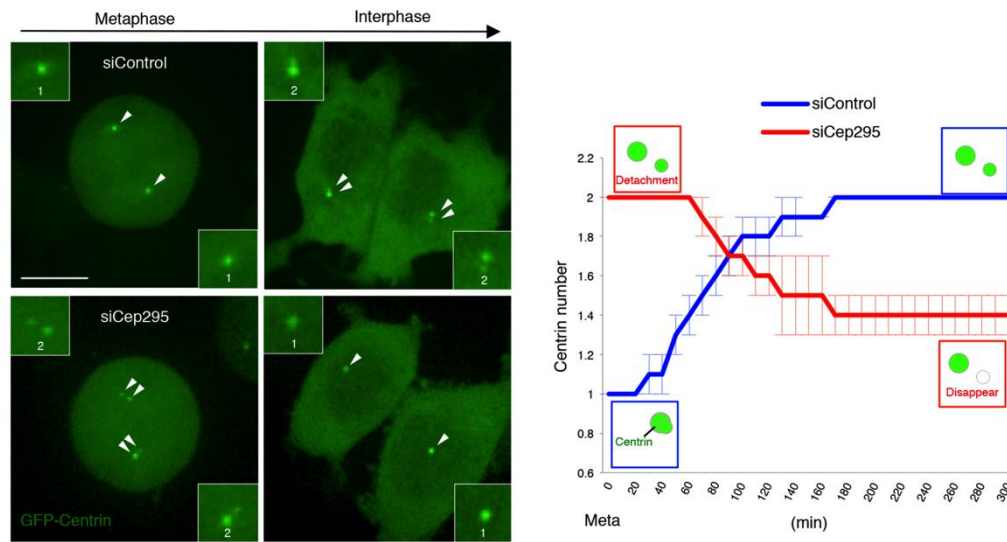 Metaphase
Interphase
siControl
1
1
2
2
siCep295
2
2
GFP-Centrin
1
1
siControl
siCep295
Centrin number
2.2
2
1.8
1.6
1.4
1.2
1
0.8
0.6
Detachment
Disappear
Centrin
0
20
40
60
80
100
120
140
160
180
200
220
240
260
280
300
Meta
(min)